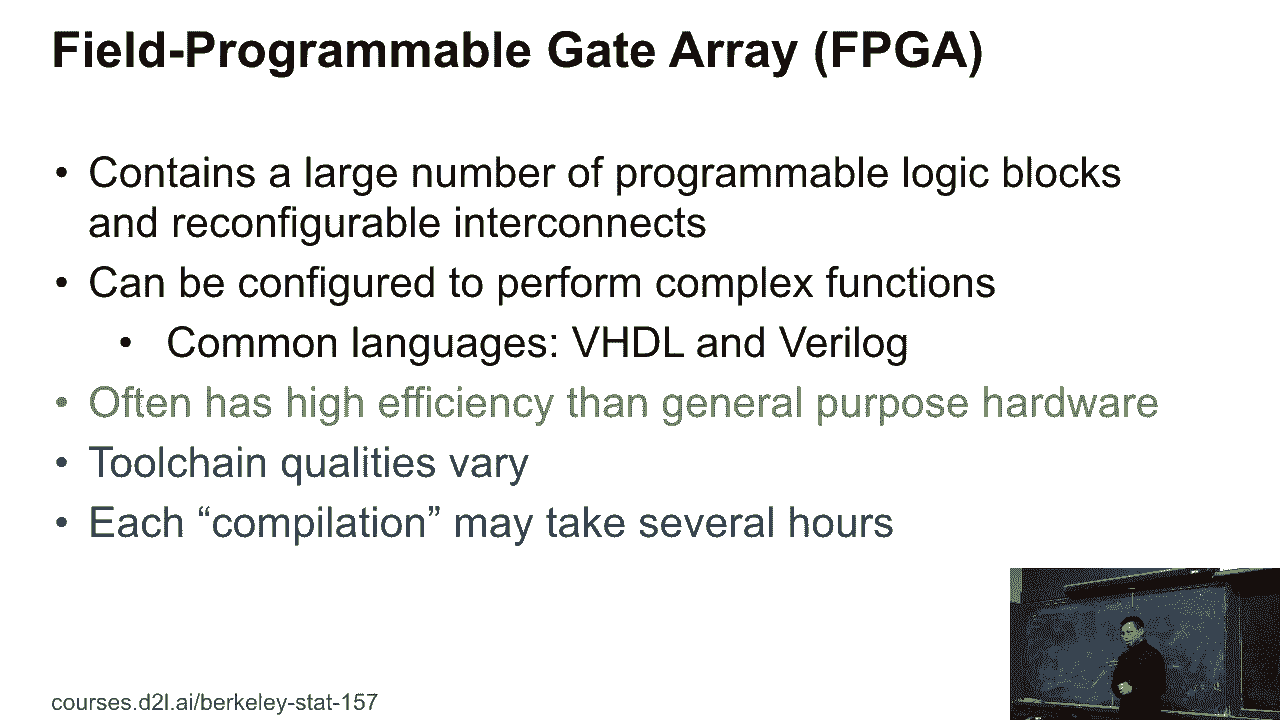 Field-Programmable Gate Array (FPGA)
• Contains a large number of programmable logic blocks
and reconfigurable interconnects
• Can be configured to perform complex functions
• Common languages: VHDL and Verilog
• Often has high efficiency than general purpose hardware
• Toolchain qualities vary
• Each “compilation” may take several hours
courses.d2l.ai/berkeley-stat-157